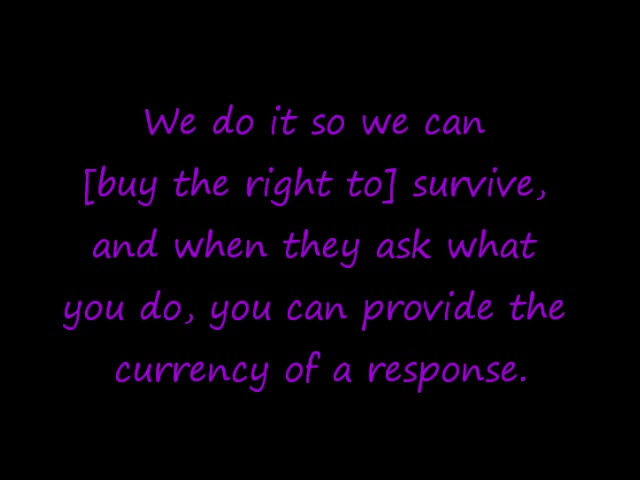 We do it so we can
[buy the right to] survive,
and when they ask what
you do, you can provide the
currency of a response.